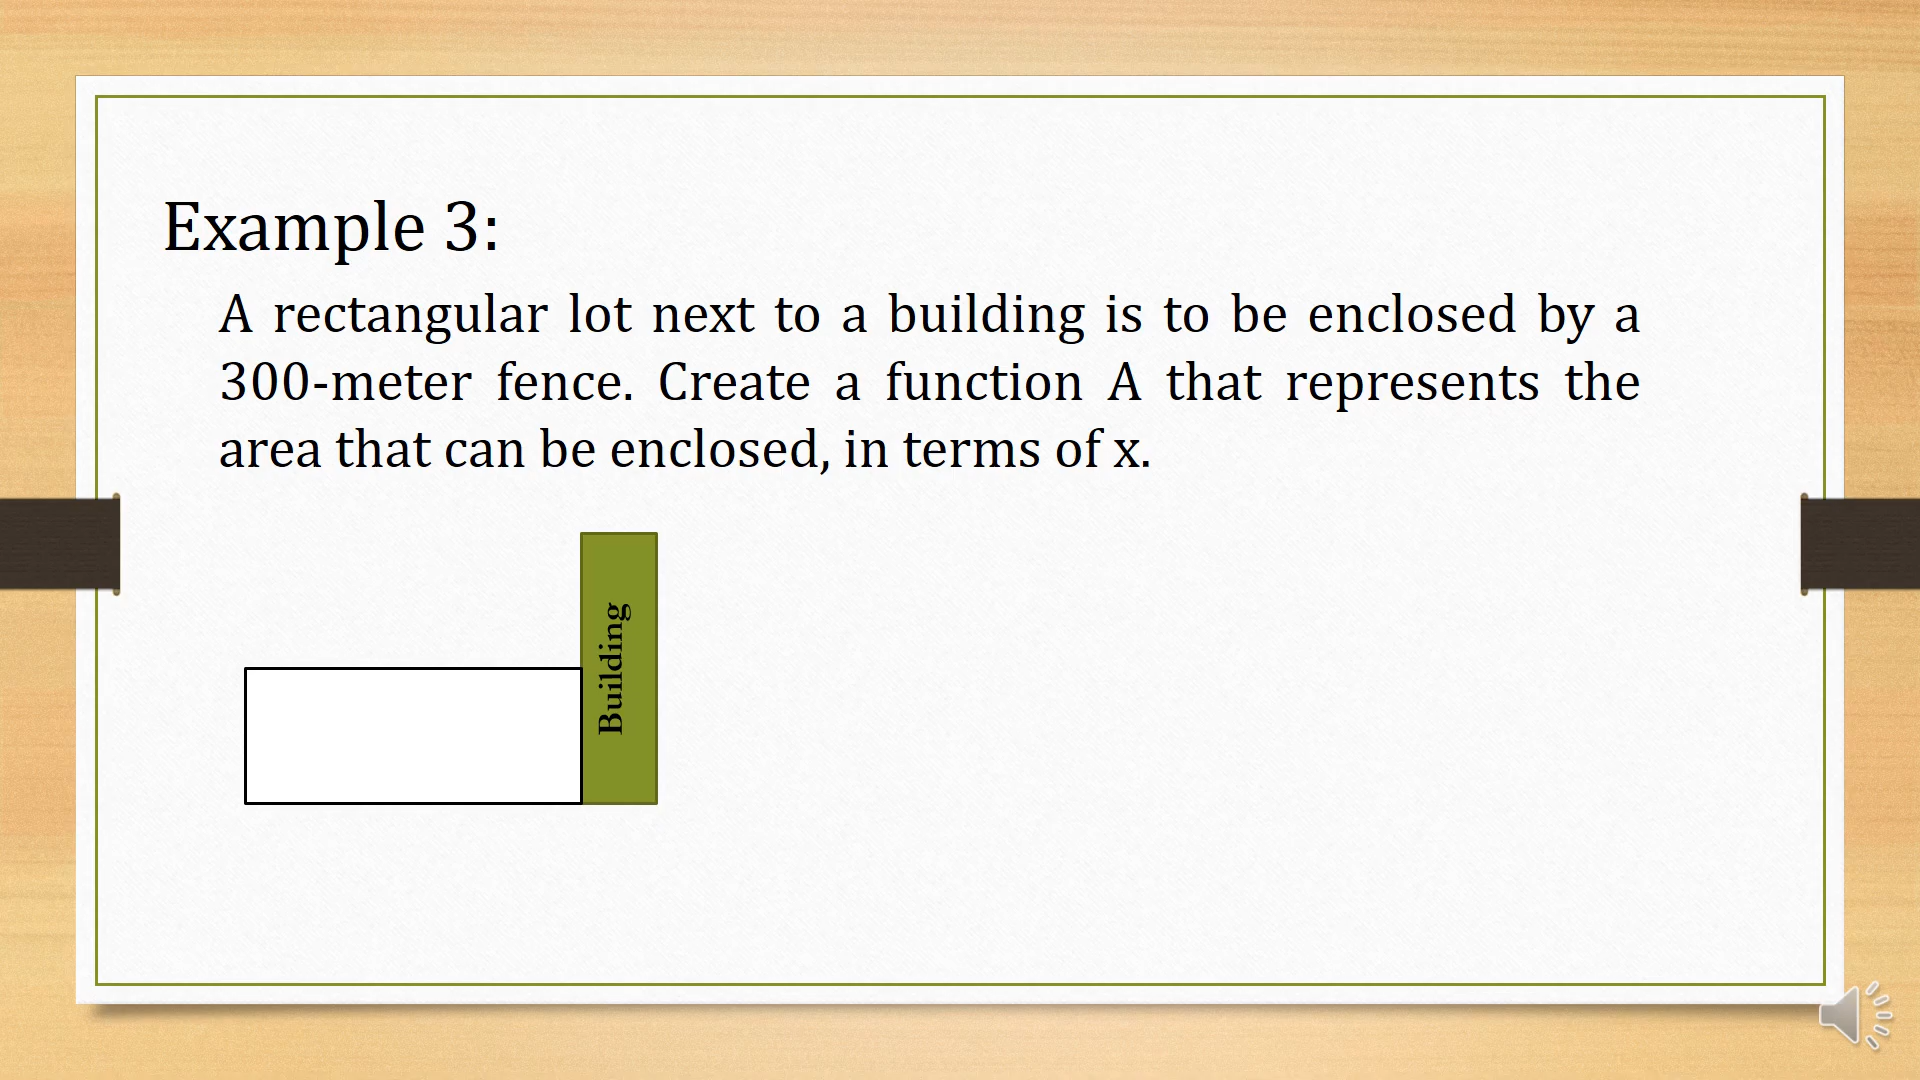 Example 3:
A rectangular lot next to a building is to be enclosed by a
300-meter fence. Create a function A that represents the
area that can be enclosed, in terms of x.
Building